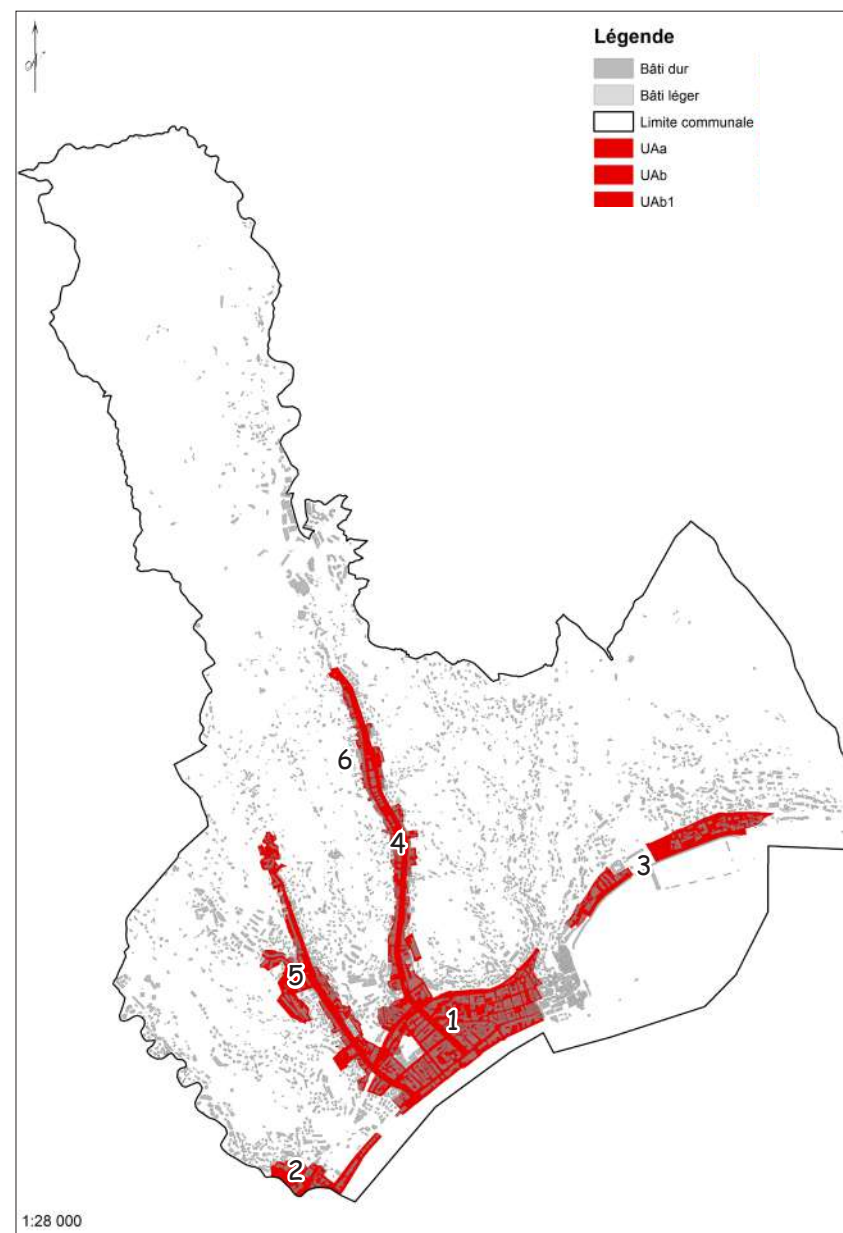 Légende
Bâti dur
Bâti léger
Limite communale
UAa
UAb
UAb1
6
4
3
5
1
2
1:28 000